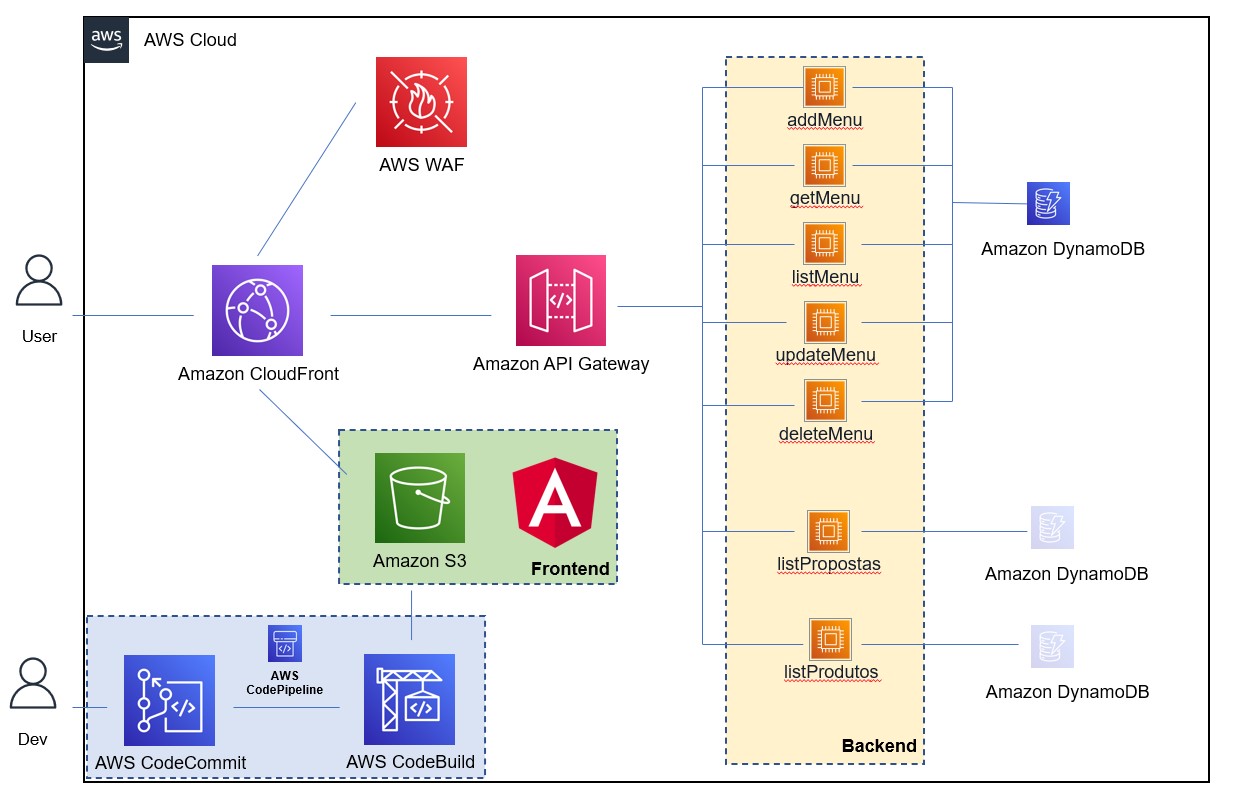 aws
AWS Cloud
AWS WAF
User
Amazon CloudFront
Amazon API Gateway
addMenu
getMenu
listMenu
updateMenu
deleteMenu
listPropostas
listProdutos
Backend
Amazon DynamoDB
Amazon DynamoDB
Amazon DynamoDB
Amazon S3
Frontend
Dev
AWS CodeCommit
AWS
CodePipeline
AWS CodeBuild